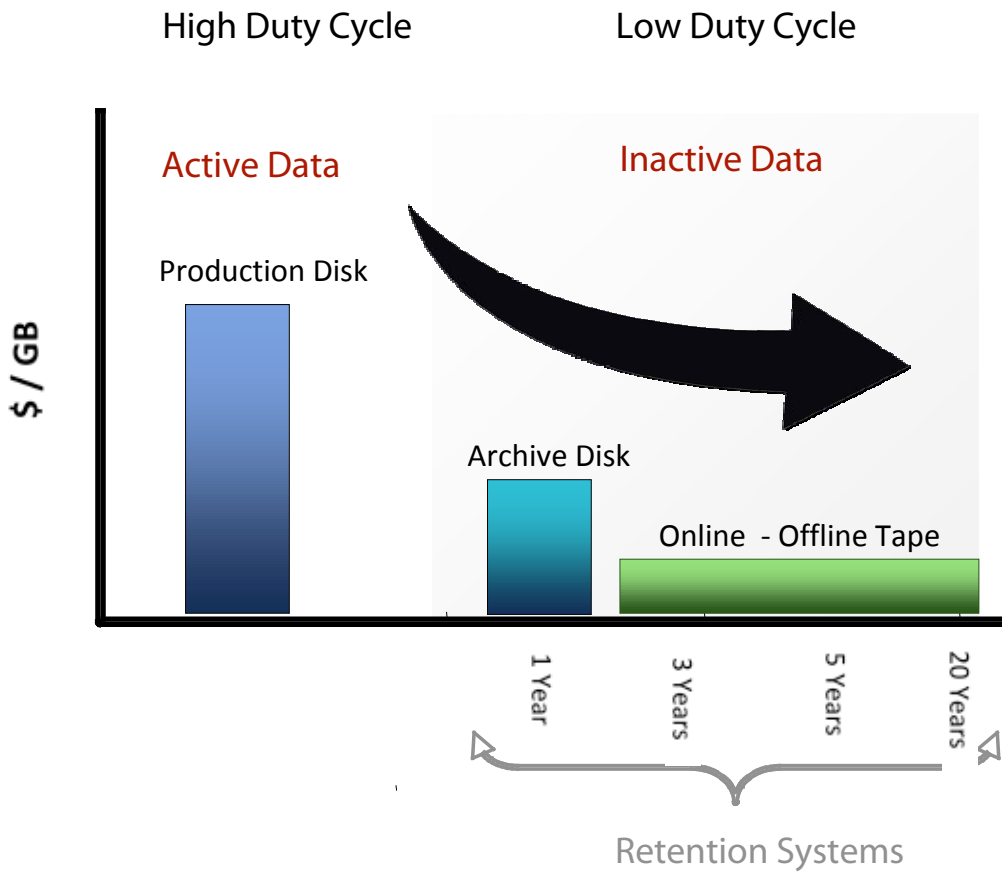 High Duty Cycle
Low Duty Cycle
Active Data
Inactive Data
Production Disk
$ / GB
Archive Disk
Online - Offline Tape
1 Year
3 Years
5 Years
20 Years
Retention Systems